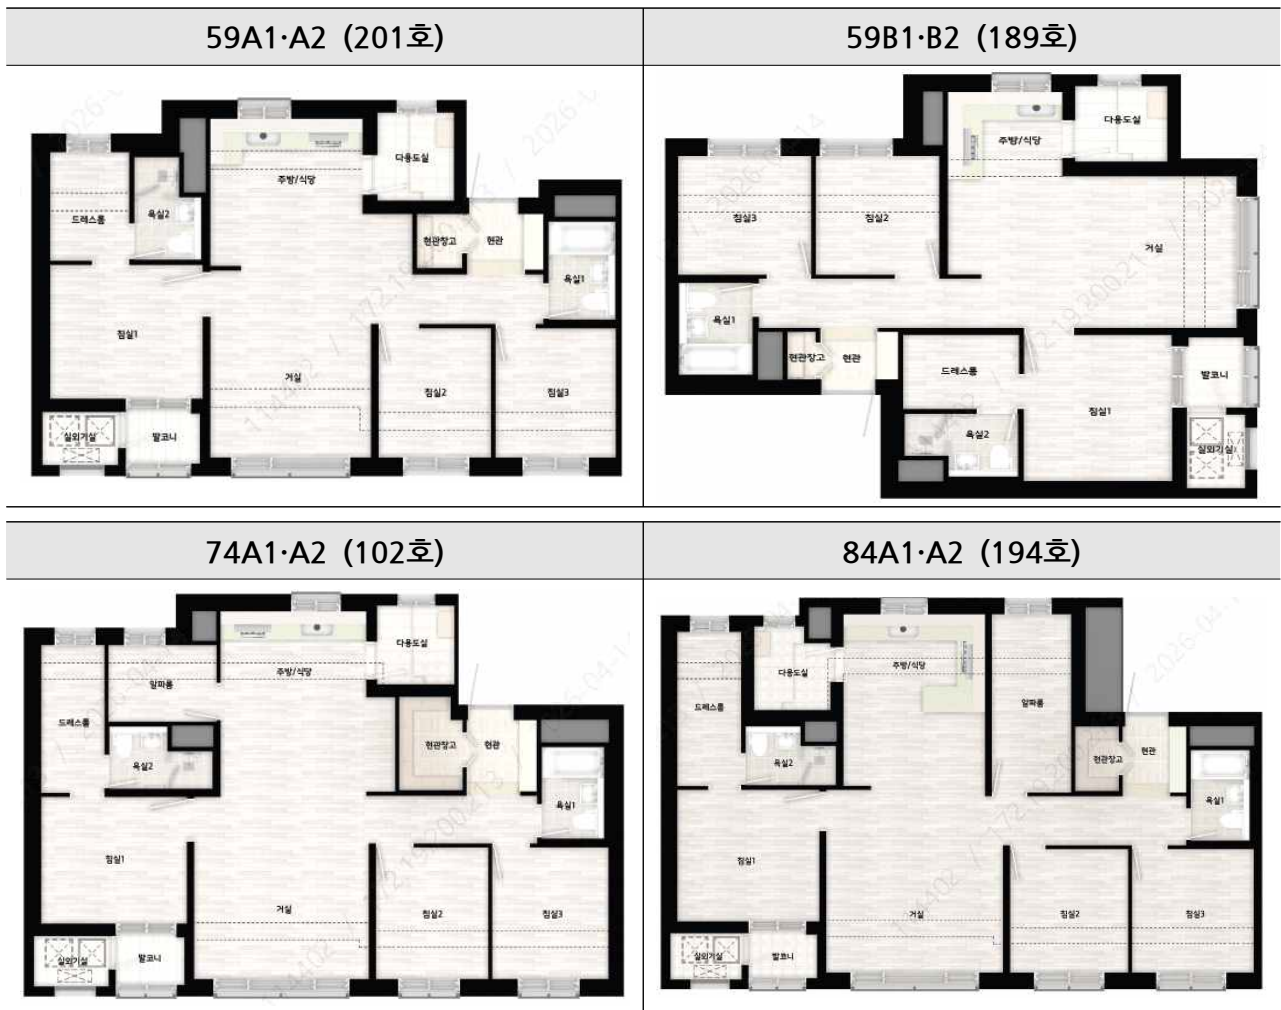 59A1·A2 (201호)
59B1·B2 (189호)
다용도실
주방/식당
드레스룸
욕실2
현관창고
현관
욕실1
침실1
거실
침실2
침실3
실외기실
발코니
다용도실
주방/식당
침실3
침실2
거실
욕실1
현관창고
현관
드레스룸
발코니
침실1
욕실2
실외기실
74A1·A2 (102호)
84A1·A2 (194호)
다용도실
주방/식당
알파룸
드레스룸
현관창고
현관
욕실2
욕실1
침실1
거실
침실2
침실3
실외기실
발코니
다용도실
주방/식당
드레스룸
알파룸
현관창고
현관
욕실2
욕실1
침실1
거실
침실2
침실3
실외기실
발코니